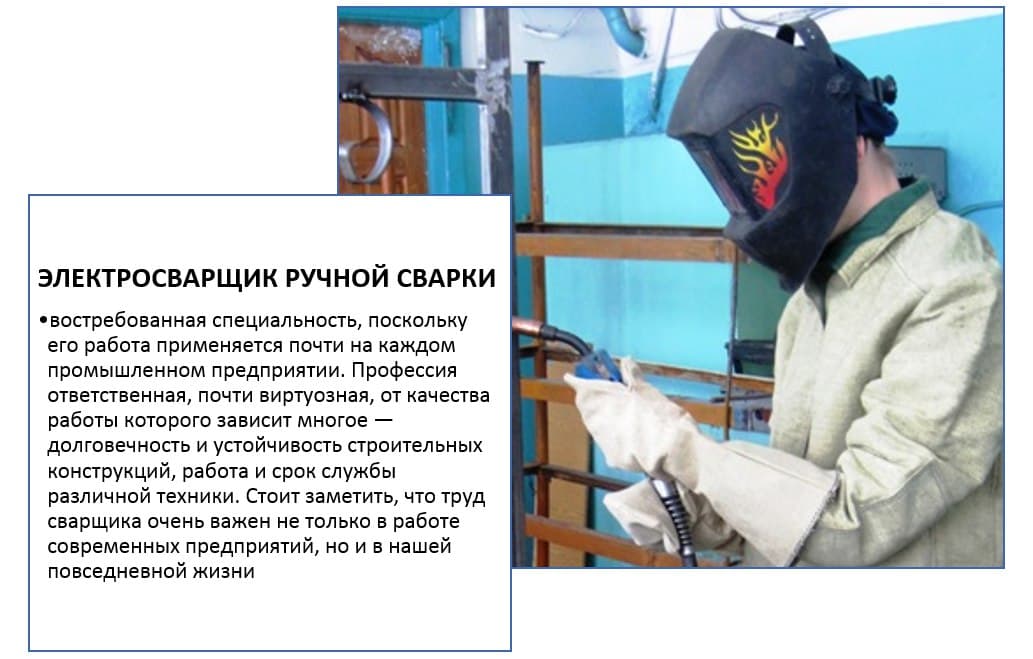 ЭЛЕКТРОСВАРЩИК РУЧНОЙ СВАРКИ
•востребованная специальность, поскольку
его работа применяется почти на каждом
промышленном предприятии. Профессия
ответственная, почти виртуозная, от качества
работы которого зависит многое —
долговечность и устойчивость строительных
конструкций, работа и срок службы
различной техники. Стоит заметить, что труд
сварщика очень важен не только в работе
современных предприятий, но и в нашей
повседневной жизни